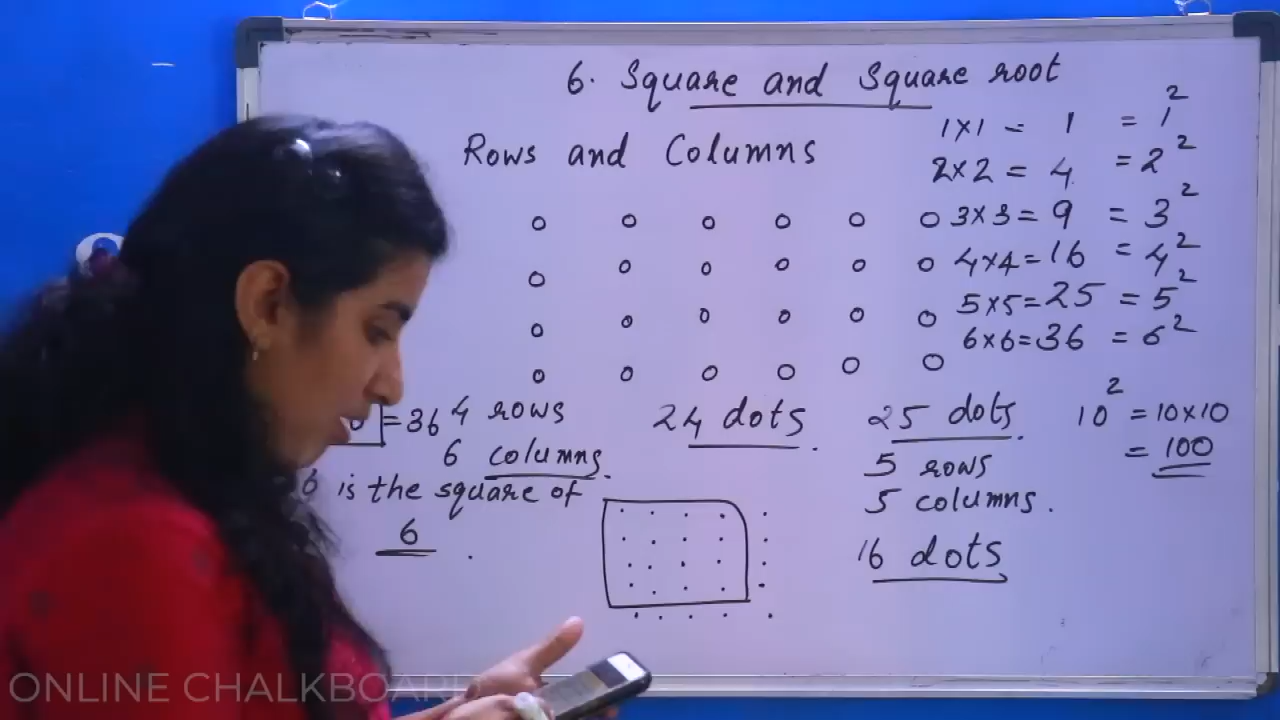 6. Square and Square root
Rows and Columns
1×1 = 1 = 1²
2×2 = 4 = 2²
3×3 = 9 = 3²
4×4 = 16 = 4²
5×5 = 25 = 5²
6×6 = 36 = 6²
= 36
4 rows
6 columns.
24 dots.
25 dots.
5 rows
5 columns.
16 dots
10² = 10×10
= 100
6 is the square of
6.
ONLINE CHALKBOARD